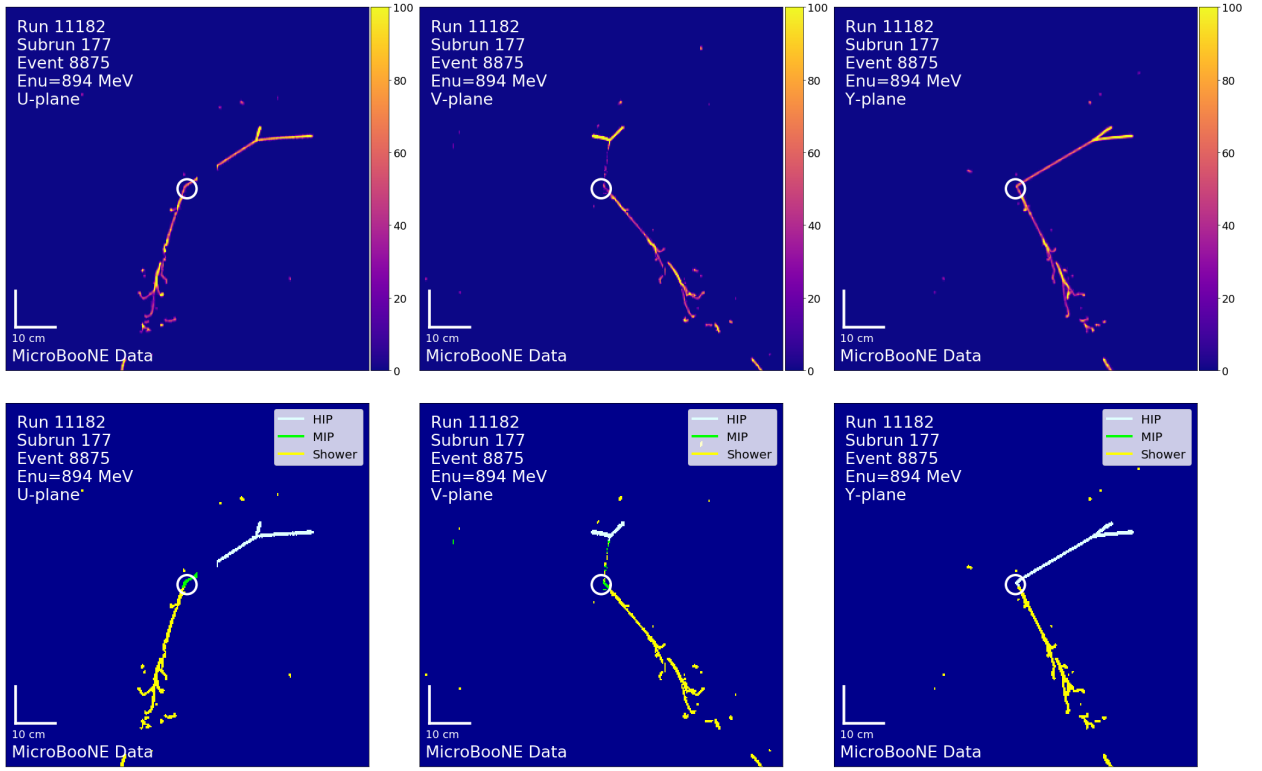 Run 11182
Subrun 177
Event 8875
Enu=894 MeV
U-plane
10 cm
MicroBooNE Data
100
80
60
40
20
0
Run 11182
Subrun 177
Event 8875
Enu=894 MeV
V-plane
10 cm
MicroBooNE Data
100
80
60
40
20
0
Run 11182
Subrun 177
Event 8875
Enu=894 MeV
Y-plane
10 cm
MicroBooNE Data
100
80
60
40
20
0
Run 11182
Subrun 177
Event 8875
Enu=894 MeV
U-plane
HIP
MIP
Shower
10 cm
MicroBooNE Data
Run 11182
Subrun 177
Event 8875
Enu=894 MeV
V-plane
HIP
MIP
Shower
10 cm
MicroBooNE Data
Run 11182
Subrun 177
Event 8875
Enu=894 MeV
Y-plane
HIP
MIP
Shower
10 cm
MicroBooNE Data